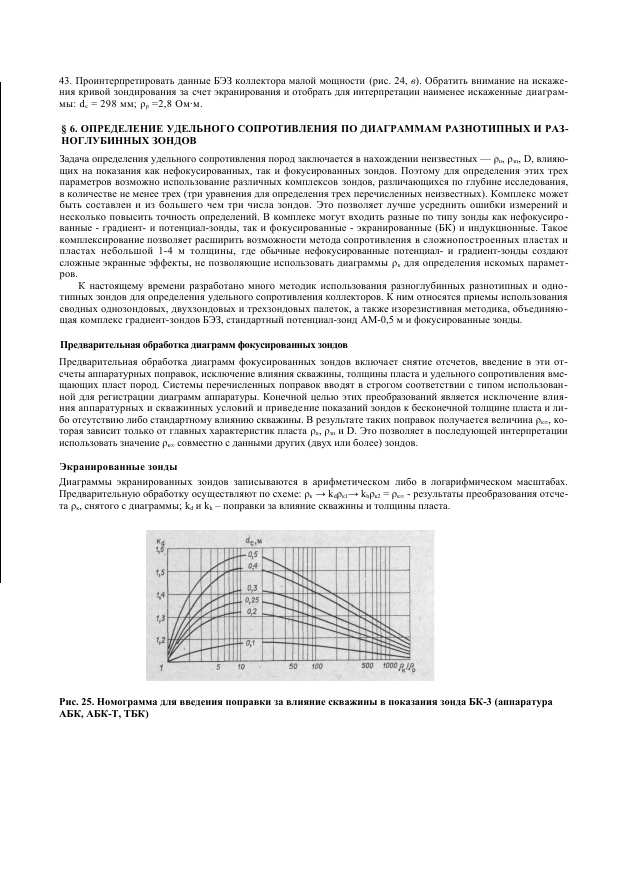 43. Проинтерпретировать данные БЭЗ коллектора малой мощности (рис. 24, в). Обратить внимание на искаже-
ния кривой зондирования за счет экранирования и отобрать для интерпретации наименее искаженные диаграм-
мы: dс = 298 мм; ρр =2,8 Ом·м.
§ 6. ОПРЕДЕЛЕНИЕ УДЕЛЬНОГО СОПРОТИВЛЕНИЯ ПО ДИАГРАММАМ РАЗНОТИПНЫХ И РАЗ-
НОГЛУБИННЫХ ЗОНДОВ
Задача определения удельного сопротивления пород заключается в нахождении неизвестных — ρп, ρзп, D, влияю-
щих на показания как нефокусированных, так и фокусированных зондов. Поэтому для определения этих трех
параметров возможно использование различных комплексов зондов, различающихся по глубине исследования,
в количестве не менее трех (три уравнения для определения трех перечисленных неизвестных). Комплекс может
быть составлен и из большего чем три числа зондов. Это позволяет лучше усреднить ошибки измерений и
несколько повысить точность определений. В комплекс могут входить разные по типу зонды как нефокусиро-
ванные - градиент- и потенциал-зонды, так и фокусированные - экранированные (БК) и индукционные. Такое
комплексирование позволяет расширить возможности метода сопротивления в сложнопостроенных пластах и
пластах небольшой 1-4 м толщины, где обычные нефокусированные потенциал- и градиент-зонды создают
сложные экранные эффекты, не позволяющие использовать диаграммы ρк для определения искомых парамет-
ров.
К настоящему времени разработано много методик использования разноглубинных разнотипных и одно-
типных зондов для определения удельного сопротивления коллекторов. К ним относятся приемы использования
сводных однозондовых, двухзондовых и трехзондовых палеток, а также изорезистивная методика, объединяю-
щая комплекс градиент-зондов БЭЗ, стандартный потенциал-зонд АМ-0,5 м и фокусированные зонды.
Предварительная обработка диаграмм фокусированных зондов
Предварительная обработка диаграмм фокусированных зондов включает снятие отсчетов, введение в эти от-
счеты аппаратурных поправок, исключение влияния скважины, толщины пласта и удельного сопротивления вме-
щающих пласт пород. Системы перечисленных поправок вводят в строгом соответствии с типом использован-
ной для регистрации диаграмм аппаратуры. Конечной целью этих преобразований является исключение влия-
ния аппаратурных и скважинных условий и приведение показаний зондов к бесконечной толщине пласта и ли-
бо отсутствию либо стандартному влиянию скважины. В результате таких поправок получается величина ρк∞, ко-
торая зависит только от главных характеристик пласта ρп, ρзп и D. Это позволяет в последующей интерпретации
использовать значение ρк∞ совместно с данными других (двух или более) зондов.
Экранированные зонды
Диаграммы экранированных зондов записываются в арифметическом либо в логарифмическом масштабах.
Предварительную обработку осуществляют по схеме: ρк → kdρк1→ khρк2 = ρк∞ - результаты преобразования отсче-
та ρк, снятого с диаграммы; kd и kh – поправки за влияние скважины и толщины пласта.
Kd dс,м
1,6 0,5
0,4
1,5
1,4 0,3
0,25
1,3 0,2
1,2
0,1
1 5 10 50 100 500 1000 ρк/ρр
Рис. 25. Номограмма для введения поправки за влияние скважины в показания зонда БК-3 (аппаратура
АБК, АБК-Т, ТБК)